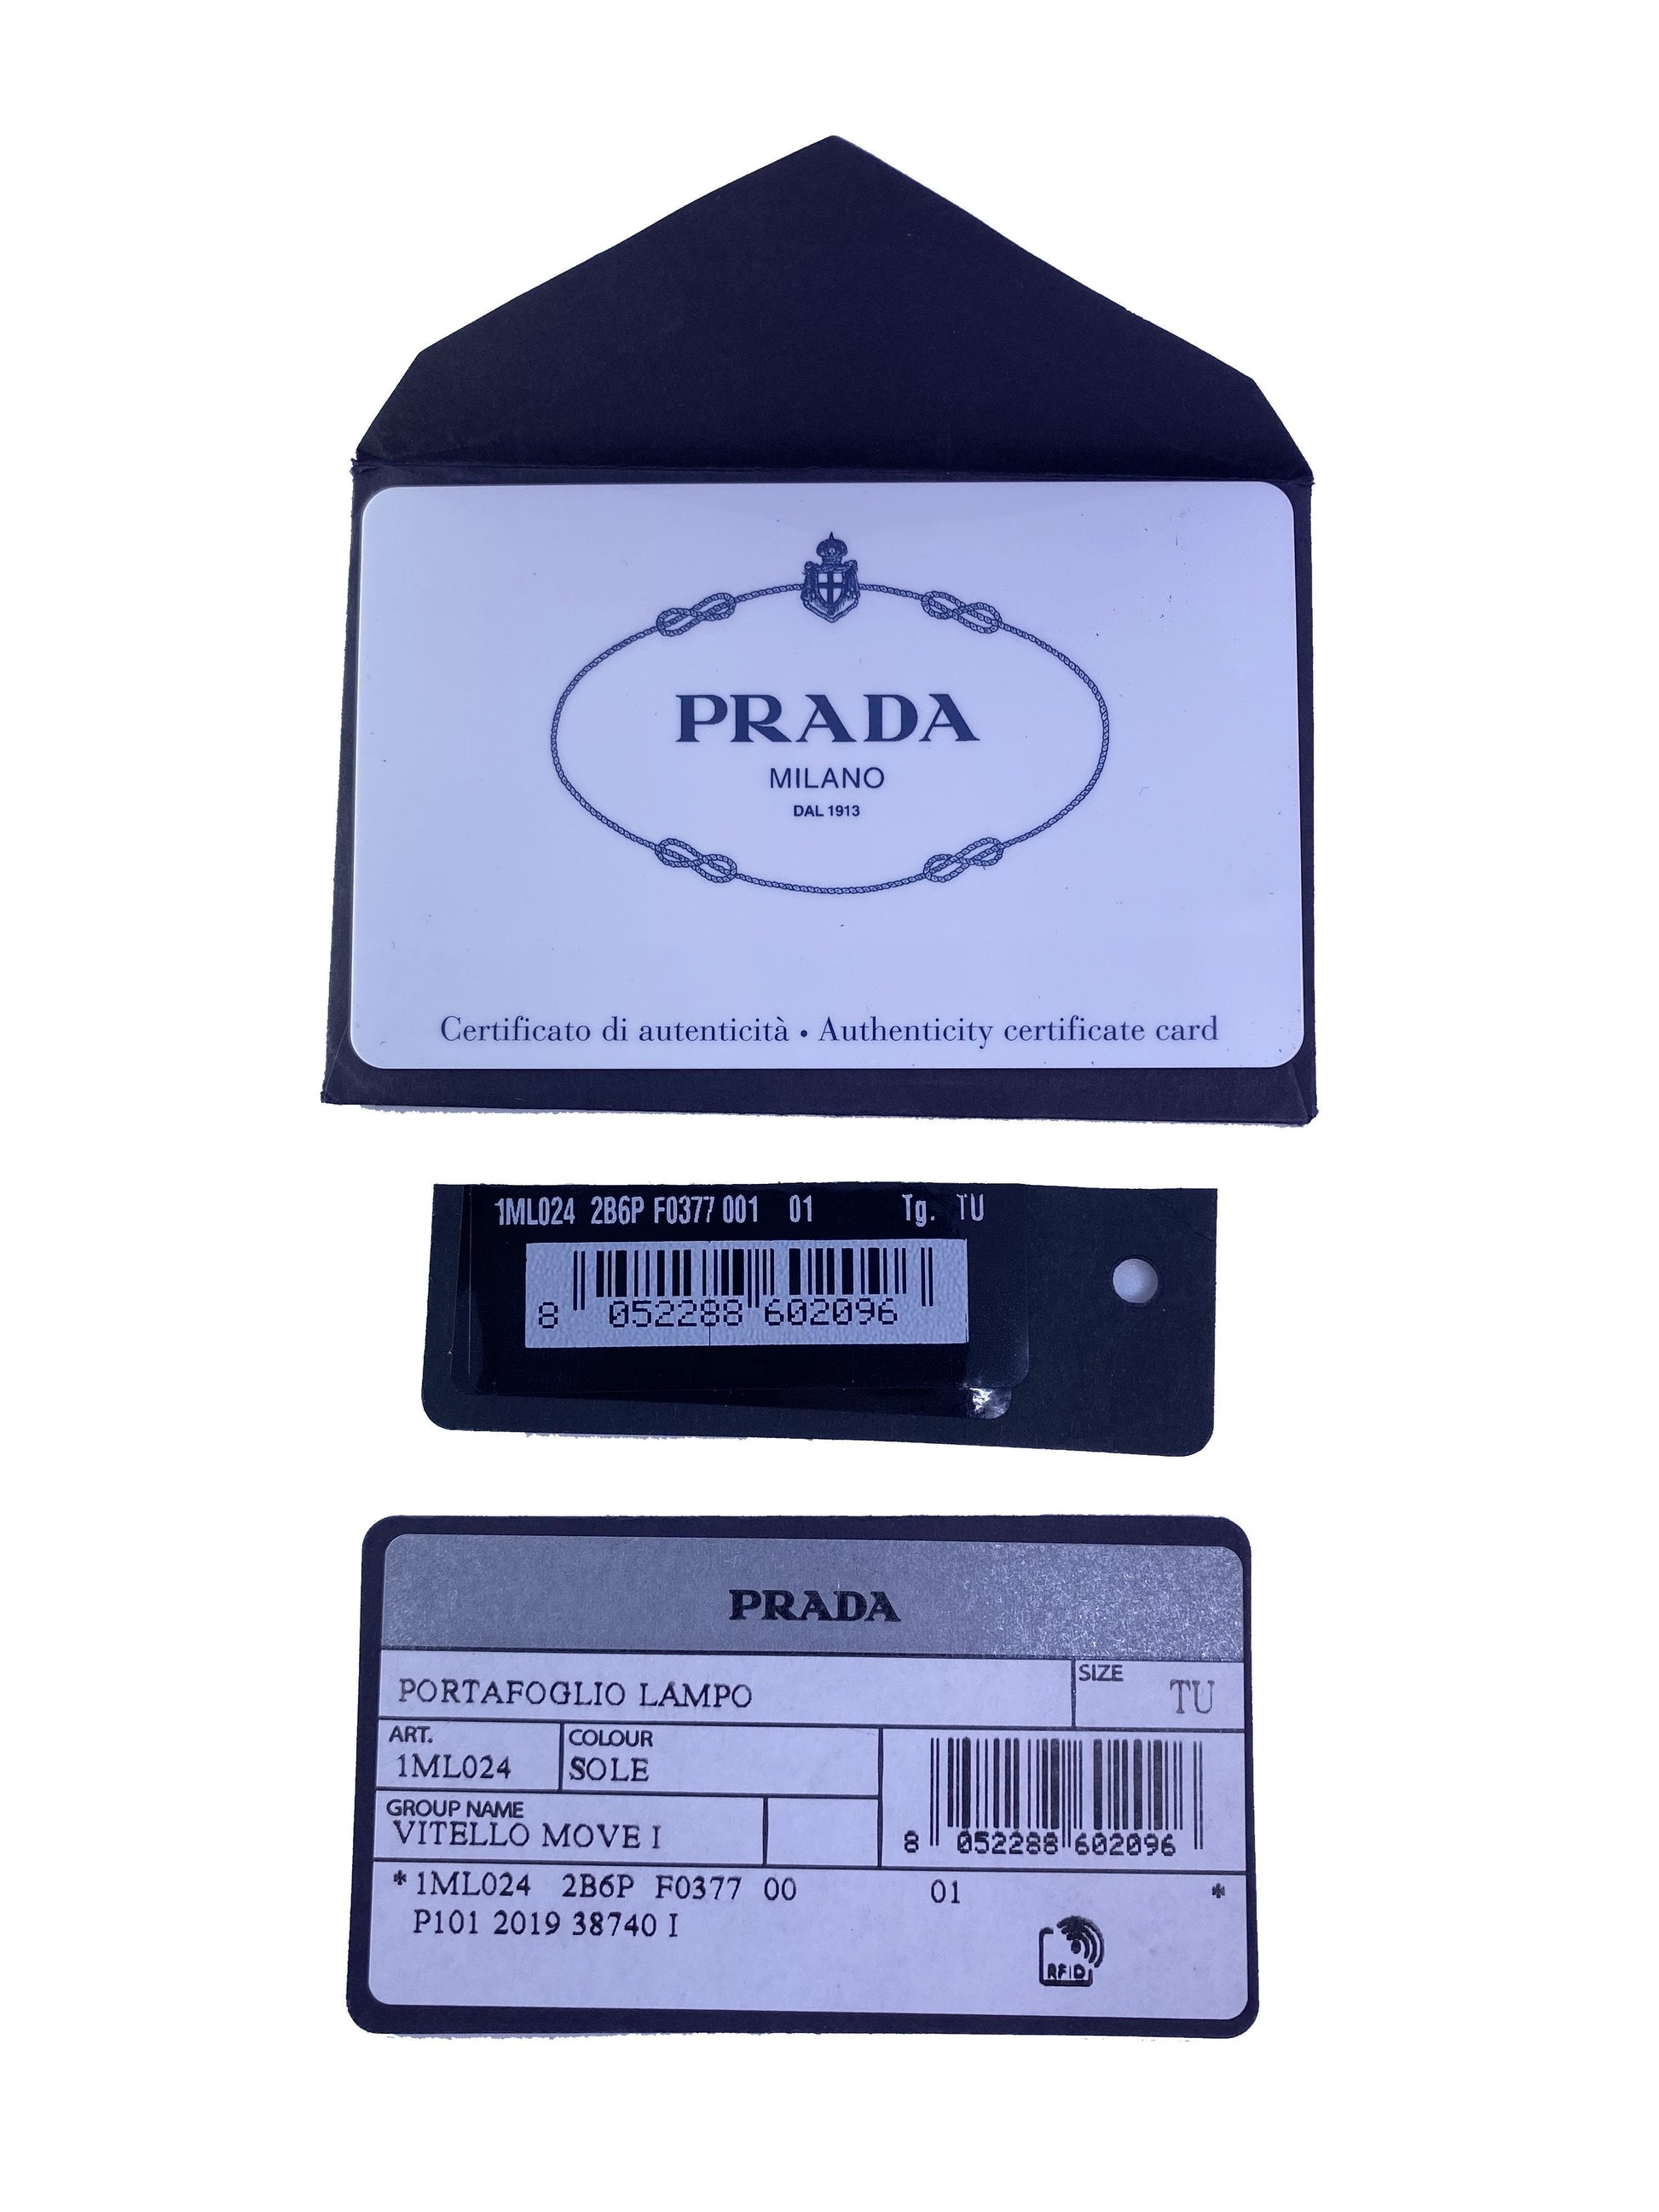 PRADA
MILANO
DAL 1913
Certificato di autenticità • Authenticity certificate card
1ML024 2B6P F0377 001 01 Tg. TU
8 052288 602096
PRADA
PORTAFOGLIO LAMPO
SIZE
TU
ART.
1ML024
COLOUR
SOLE
GROUP NAME
VITELLO MOVE I
8 052288 602096
*1ML024 2B6P F0377 00 01 *
P101 2019 38740 I
RFID